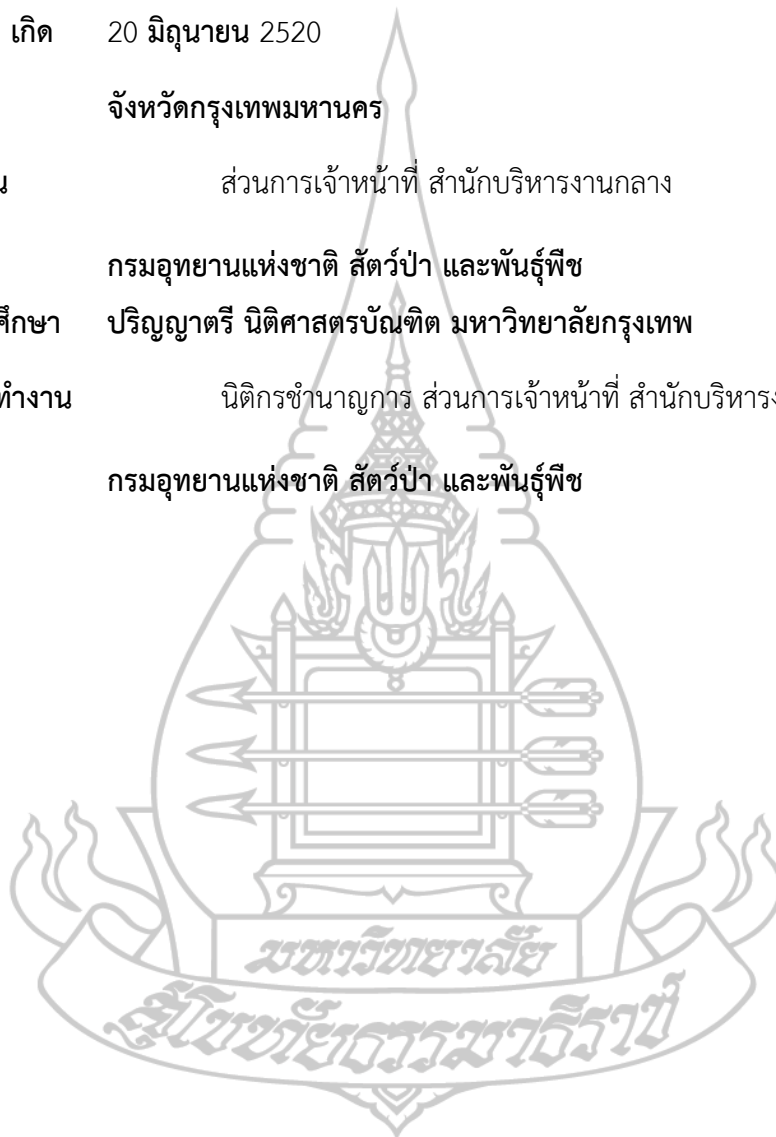 เกิด 20 มิถุนายน 2520
จังหวัดกรุงเทพมหานคร
ส่วนการเจ้าหน้าที่ สำนักบริหารงานกลาง
กรมอุทยานแห่งชาติ สัตว์ป่า และพันธุ์พืช
ศึกษา ปริญญาตรี นิติศาสตรบัณฑิต มหาวิทยาลัยกรุงเทพ
ทำงาน นิติกรชำนาญการ ส่วนการเจ้าหน้าที่ สำนักบริหาร
กรมอุทยานแห่งชาติ สัตว์ป่า และพันธุ์พืช
มหาวิทยาลัย
สุโขทัยธรรมาธิราช